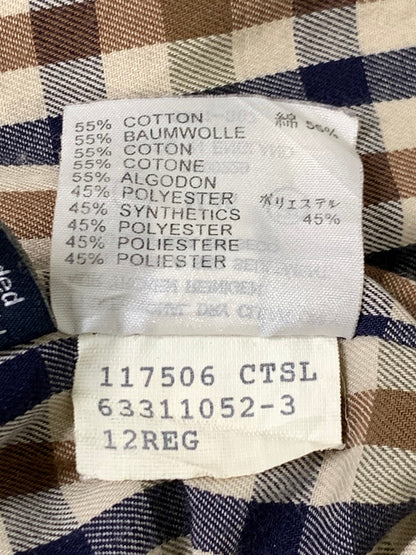 55% COTTON 綿 55%
55% BAUMWOLLE
55% COTON
55% COTONE
55% ALGODON
45% POLYESTER ポリエステル
45% SYNTHETICS 45%
45% POLYESTER
45% POLIESTERE
45% POLIESTER
ded
117506 CTSL
63311052-3
12REG